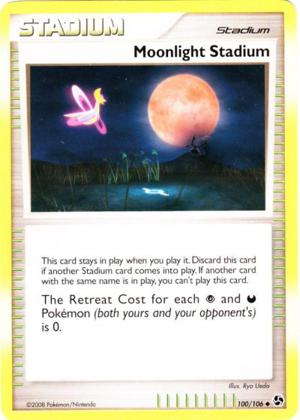 STADIUM
Stadium
Moonlight Stadium
Illus. Ryo Ueda
This card stays in play when you play it. Discard this
card if another Stadium card comes into play. If another card
with the same name is in play, you can't play this card.
The Retreat Cost for each and
Pokémon (both yours and your opponent's)
is 0.
©2008 Pokémon/Nintendo
100/106